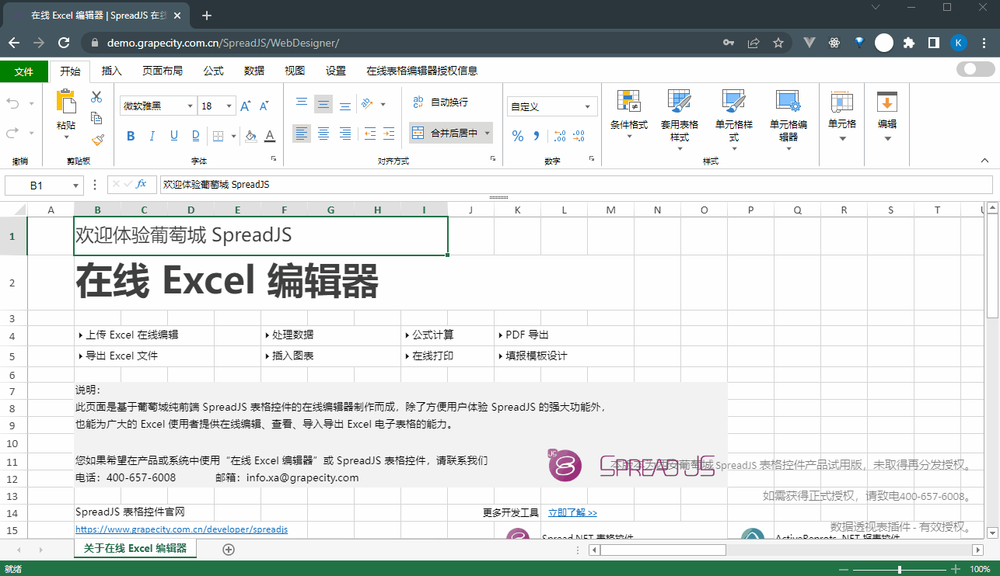 在线 Excel 编辑器 | SpreadJS 在线
demo.grapecity.com.cn/SpreadJS/WebDesigner/
K
文件 开始 插入 页面布局 公式 数据 视图 设置 在线表格编辑器授权信息
微软雅黑 18 A A ab 自动换行 自定义
粘贴 B I U D A 合并后居中 % 条件格式 套用表格样式 单元格样式 单元格编辑器 单元格 编辑
撤销 剪贴板 字体 对齐方式 数字 样式
B1 fx 欢迎体验葡萄城 SpreadJS
A B C D E F G H I J K L M N O P Q R S T
1 欢迎体验葡萄城 SpreadJS
2 在线 Excel 编辑器
3
4 上传 Excel 在线编辑 处理数据 公式计算 PDF 导出
5 导出 Excel 文件 插入图表 在线打印 填报模板设计
6
7 说明：
8 此页面是基于葡萄城纯前端 SpreadJS 表格控件的在线编辑器制作而成，除了方便用户体验 SpreadJS 的强大功能外，
9 也能为广大的 Excel 使用者提供在线编辑、查看、导入导出 Excel 电子表格的能力。
10
11 您如果希望在产品或系统中使用“在线 Excel 编辑器”或 SpreadJS 表格控件，请联系我们
JS SPREAD JS
本版本为西安葡萄城 SpreadJS 表格控件产品试用版，未取得再分发授权。
12 电话：400-657-6008 邮箱：info.xa@grapecity.com
13 如需获得正式授权，请致电400-657-6008。
14 SpreadJS 表格控件官网 更多开发工具 立即了解 >>
15 https://www.grapecity.com.cn/developer/spreadjs
数据透视表插件 - 有效授权。
Spread .NET 表格控件 ActiveReprots .NET 报表控件
关于在线 Excel 编辑器
就绪 100%